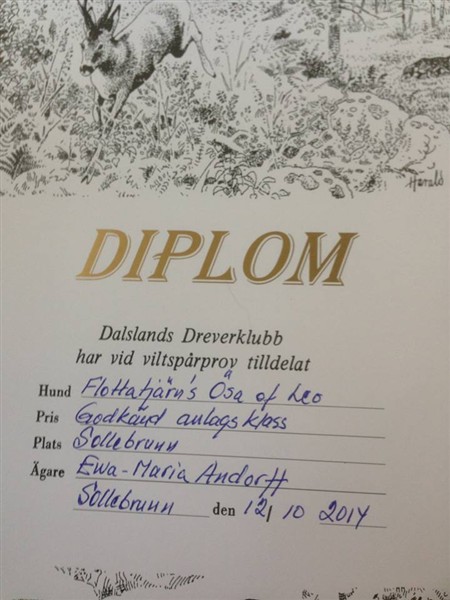 Harald
DIPLOM
Dalslands Dreverklubb
har vid viltspårprov tilldelat
Hund Flottatjärn's Åsa of Leo
Pris Godkänd anlagsklass
Plats Sollebrunn
Ägare Ewa-Maria Andorff
Sollebrunn den 12/10 2014